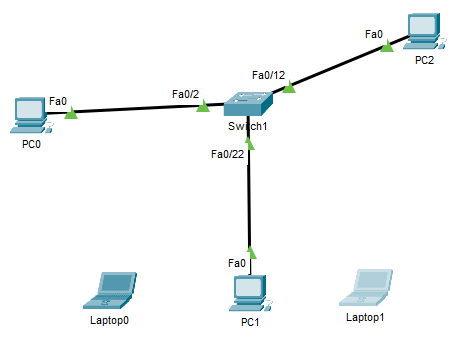 Fa0
PC2
Fa0/12
Fa0/2
Fa0
Switch1
PC0
Fa0/22
Fa0
Laptop0
PC1
Laptop1